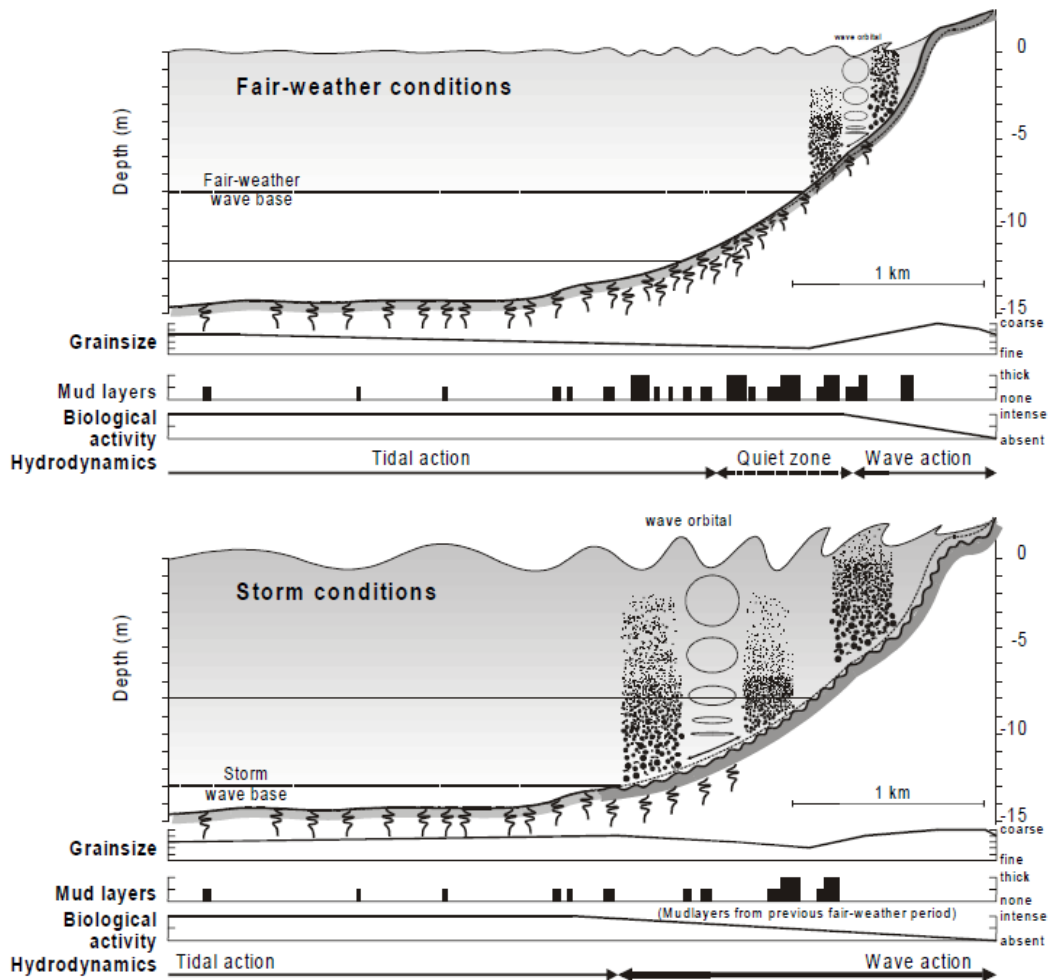 wave orbital
0
Fair-weather conditions
Depth (m)
-5
Fair-weather
wave base
-10
1 km
-15
Grainsize
coarse
fine
Mud layers
thick
none
Biological
activity
intense
absent
Hydrodynamics
Tidal action
Quiet zone
Wave action
wave orbital
0
Storm conditions
Depth (m)
-5
-10
Storm
wave base
1 km
-15
Grainsize
coarse
fine
Mud layers
thick
none
(Mudlayers from previous fair-weather period)
Biological
activity
intense
absent
Hydrodynamics
Tidal action
Wave action